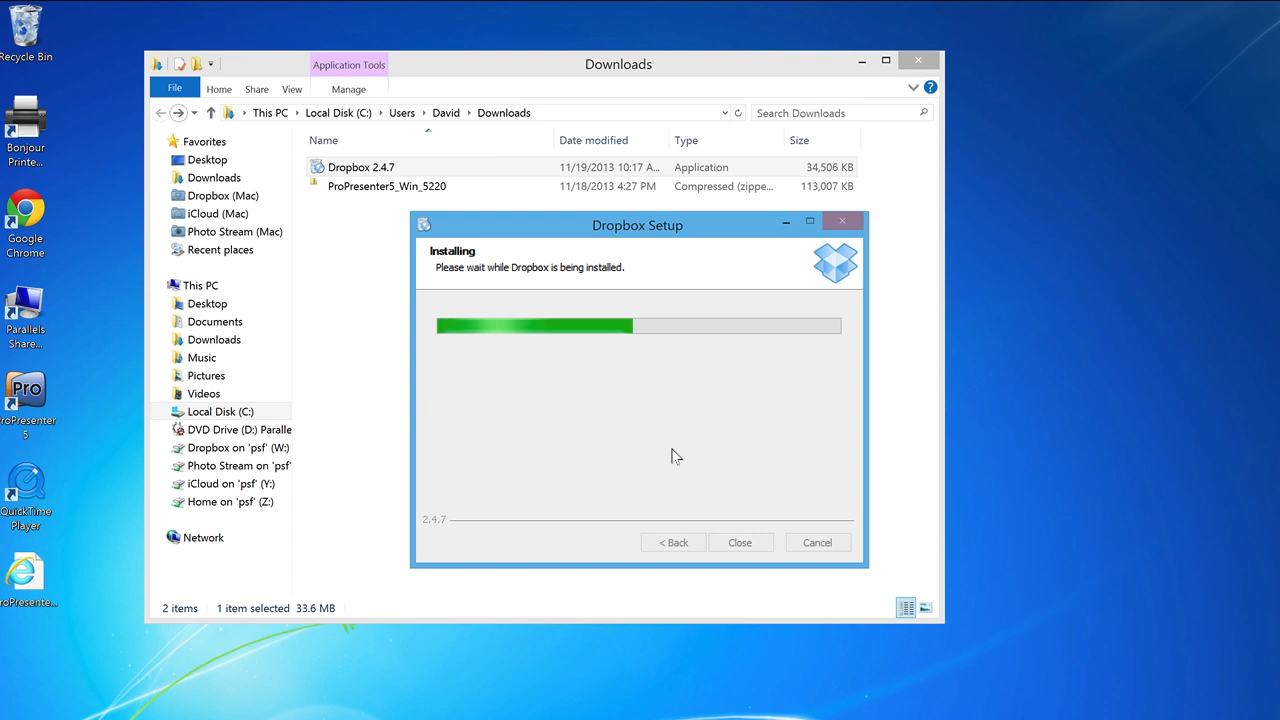 Recycle Bin
Bonjour
Printe...
Google
Chrome
Parallels
Share...
Pro
ProPresenter
5
QuickTime
Player
ProPresente...
Application Tools
Downloads
File
Home
Share
View
Manage
This PC
Local Disk (C:)
Users
David
Downloads
Search Downloads
Favorites
Desktop
Downloads
Dropbox (Mac)
iCloud (Mac)
Photo Stream (Mac)
Recent places
This PC
Desktop
Documents
Downloads
Music
Pictures
Videos
Local Disk (C:)
DVD Drive (D:) Paralle
Dropbox on 'psf' (W:)
Photo Stream on 'psf'
iCloud on 'psf' (Y:)
Home on 'psf' (Z:)
Network
Name Date modified Type Size
Dropbox 2.4.7 11/19/2013 10:17 A... Application 34,506 KB
ProPresenter5_Win_5220 11/18/2013 4:27 PM Compressed (zippe... 113,007 KB
Dropbox Setup
Installing
Please wait while Dropbox is being installed.
2.4.7
< Back
Close
Cancel
2 items 1 item selected 33.6 MB